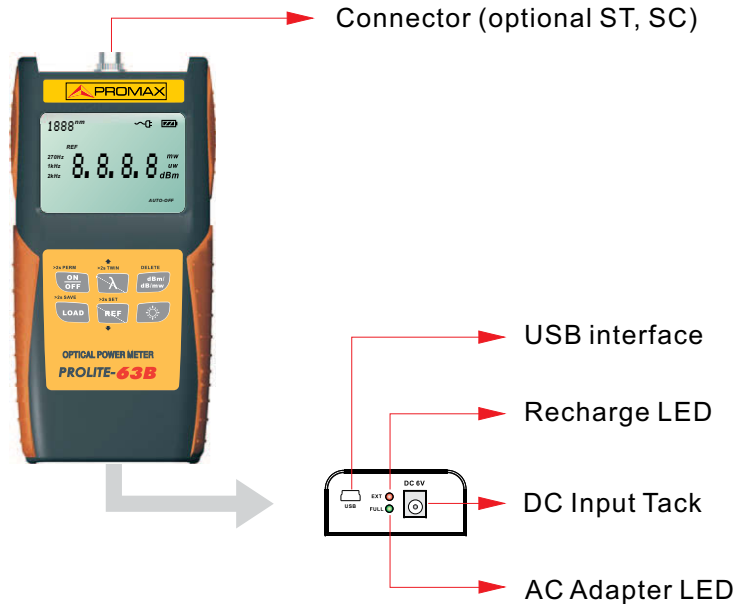 Connector (optional ST, SC)
PROMAX
1888nm
REF
270Hz
1kHz
2kHz
8.8.8.8
mw
uw
dBm
AUTO-OFF
>2s PERM
>2s TWIN
DELETE
ON
OFF
λ
dBm/
dB/mw
>2s SAVE
>2s SET
LOAD
REF
OPTICAL POWER METER
PROLITE-63B
USB interface
Recharge LED
DC 6V
EXT
FULL
USB
DC Input Tack
AC Adapter LED